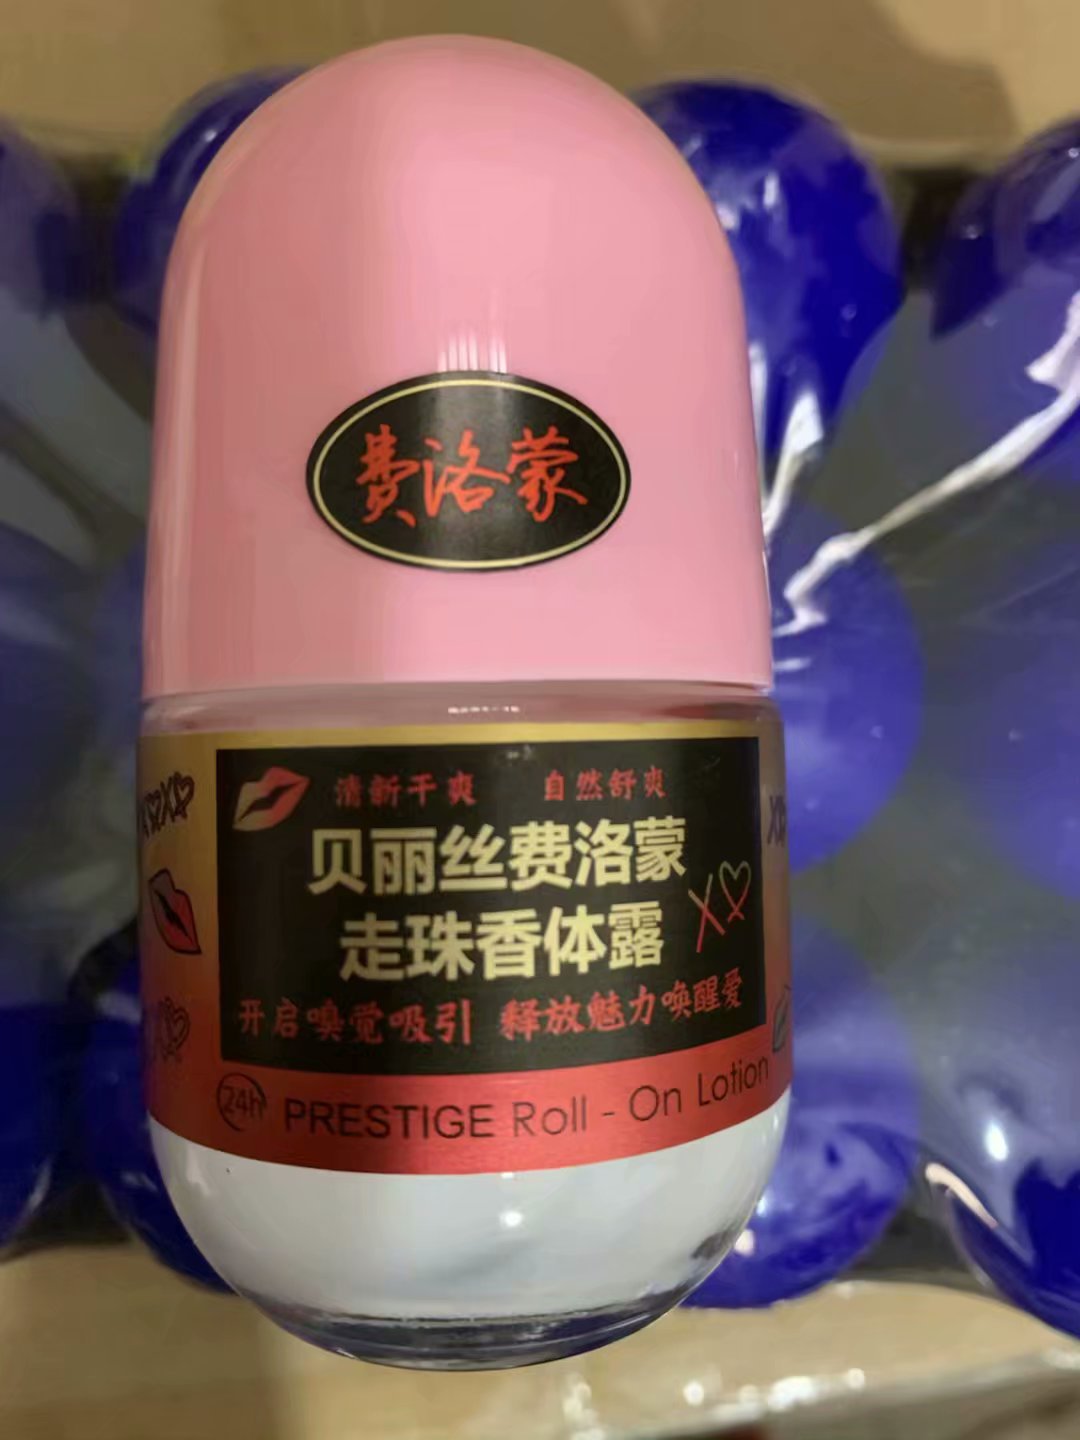 费洛蒙
清新干爽 自然舒爽
贝丽丝费洛蒙
走珠香体露
XO
开启嗅觉吸引 释放魅力唤醒爱
24h PRESTIGE Roll - On Lotion